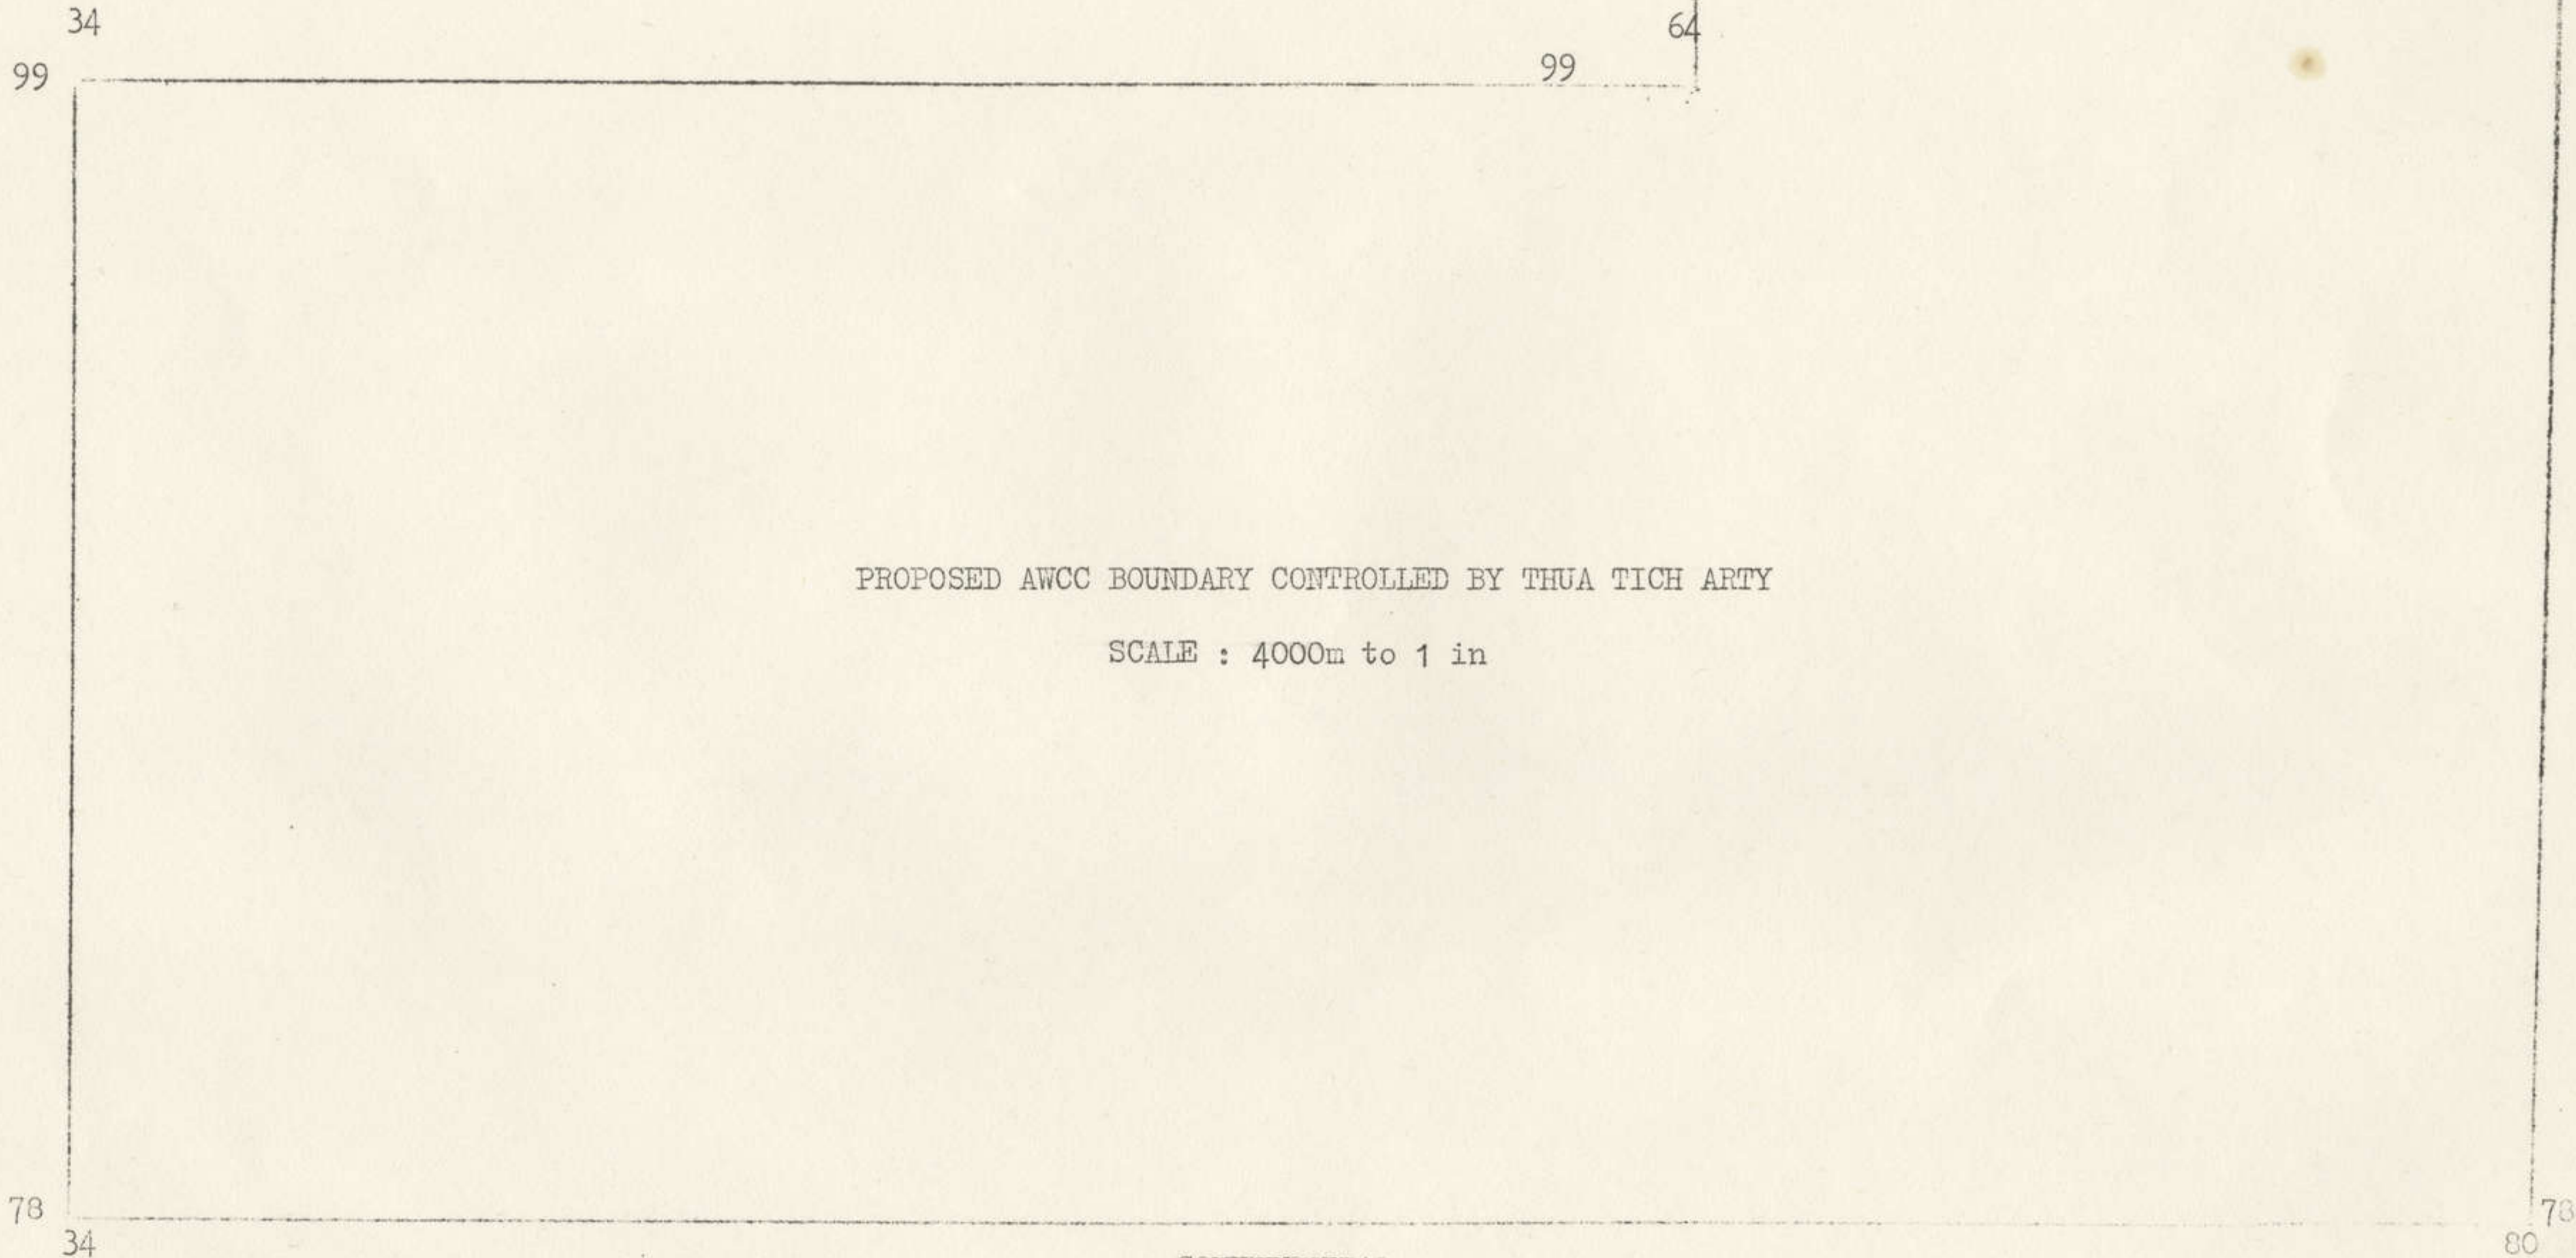 34 64
99 99
PROPOSED AWCC BOUNDARY CONTROLLED BY THUA TICH ARTY
SCALE : 4000m to 1 in
78 78
34 80